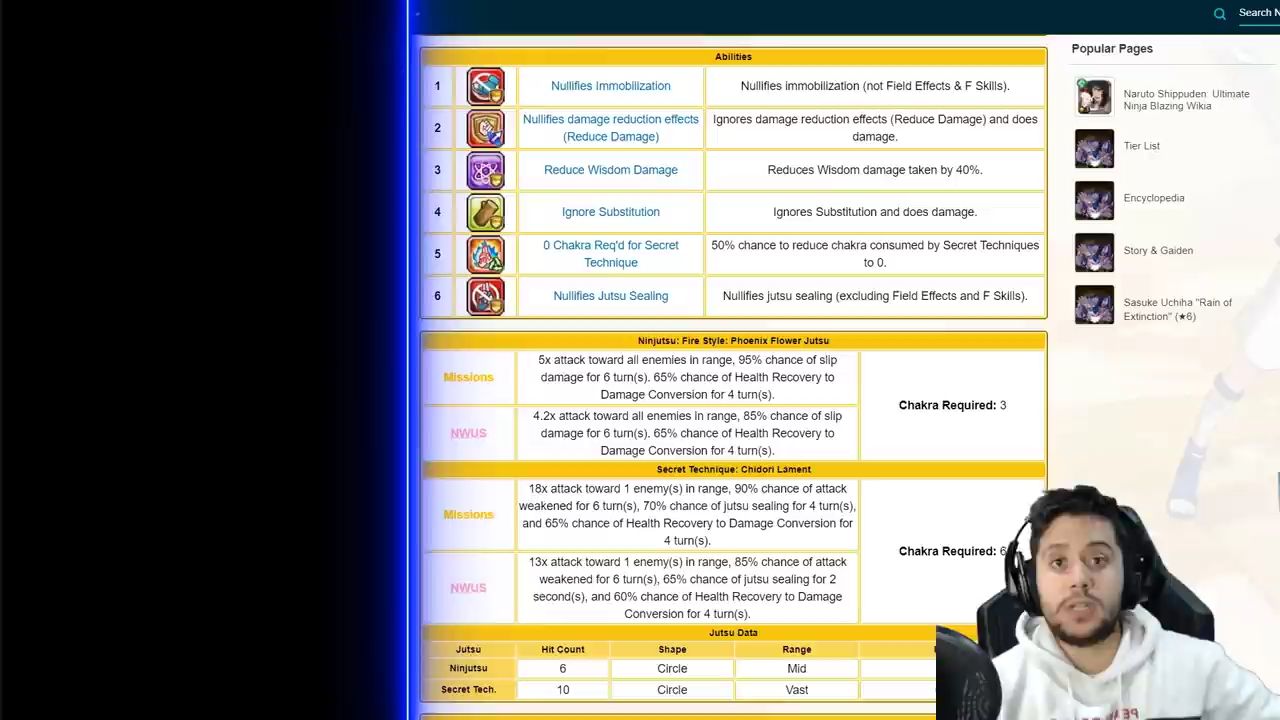 Search N
Abilities
1
Nullifies Immobilization
Nullifies immobilization (not Field Effects & F Skills).
2
Nullifies damage reduction effects
(Reduce Damage)
Ignores damage reduction effects (Reduce Damage) and does
damage.
3
Reduce Wisdom Damage
Reduces Wisdom damage taken by 40%.
4
Ignore Substitution
Ignores Substitution and does damage.
5
0 Chakra Req'd for Secret
Technique
50% chance to reduce chakra consumed by Secret Techniques
to 0.
6
Nullifies Jutsu Sealing
Nullifies jutsu sealing (excluding Field Effects and F Skills).
Ninjutsu: Fire Style: Phoenix Flower Jutsu
Missions
5x attack toward all enemies in range, 95% chance of slip
damage for 6 turn(s). 65% chance of Health Recovery to
Damage Conversion for 4 turn(s).
NWUS
4.2x attack toward all enemies in range, 85% chance of slip
damage for 6 turn(s). 65% chance of Health Recovery to
Damage Conversion for 4 turn(s).
Chakra Required: 3
Secret Technique: Chidori Lament
Missions
18x attack toward 1 enemy(s) in range, 90% chance of attack
weakened for 6 turn(s), 70% chance of jutsu sealing for 4 turn(s),
and 65% chance of Health Recovery to Damage Conversion for
4 turn(s).
NWUS
13x attack toward 1 enemy(s) in range, 85% chance of attack
weakened for 6 turn(s), 65% chance of jutsu sealing for 2
second(s), and 60% chance of Health Recovery to Damage
Conversion for 4 turn(s).
Chakra Required: 6
Jutsu Data
Jutsu Hit Count Shape Range
Ninjutsu 6 Circle Mid
Secret Tech. 10 Circle Vast
Popular Pages
Naruto Shippuden: Ultimate
Ninja Blazing Wikia
Tier List
Encyclopedia
Story & Gaiden
Sasuke Uchiha "Rain of
Extinction" (★6)